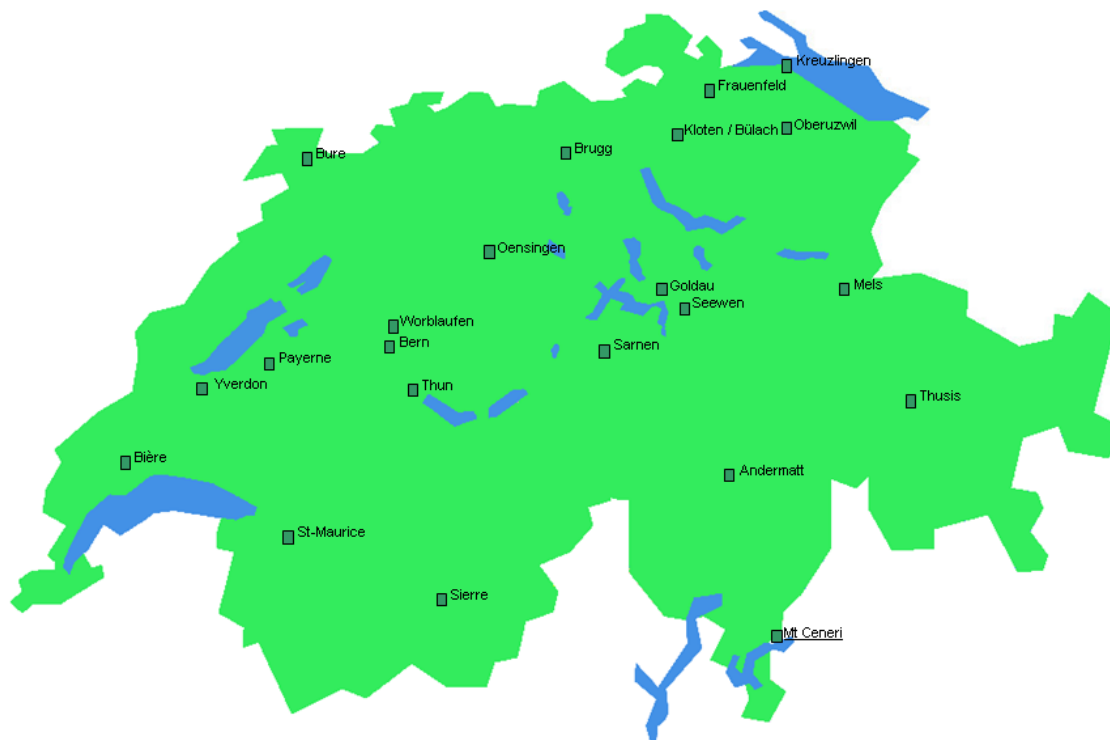 Kreuzlingen
Frauenfeld
Kloten / Bülach
Oberuzwil
Bure
Brugg
Oensingen
Goldau
Mels
Seewen
Worblaufen
Bern
Sarnen
Payerne
Yverdon
Thun
Thusis
Bière
Andermatt
St-Maurice
Sierre
Mt Ceneri